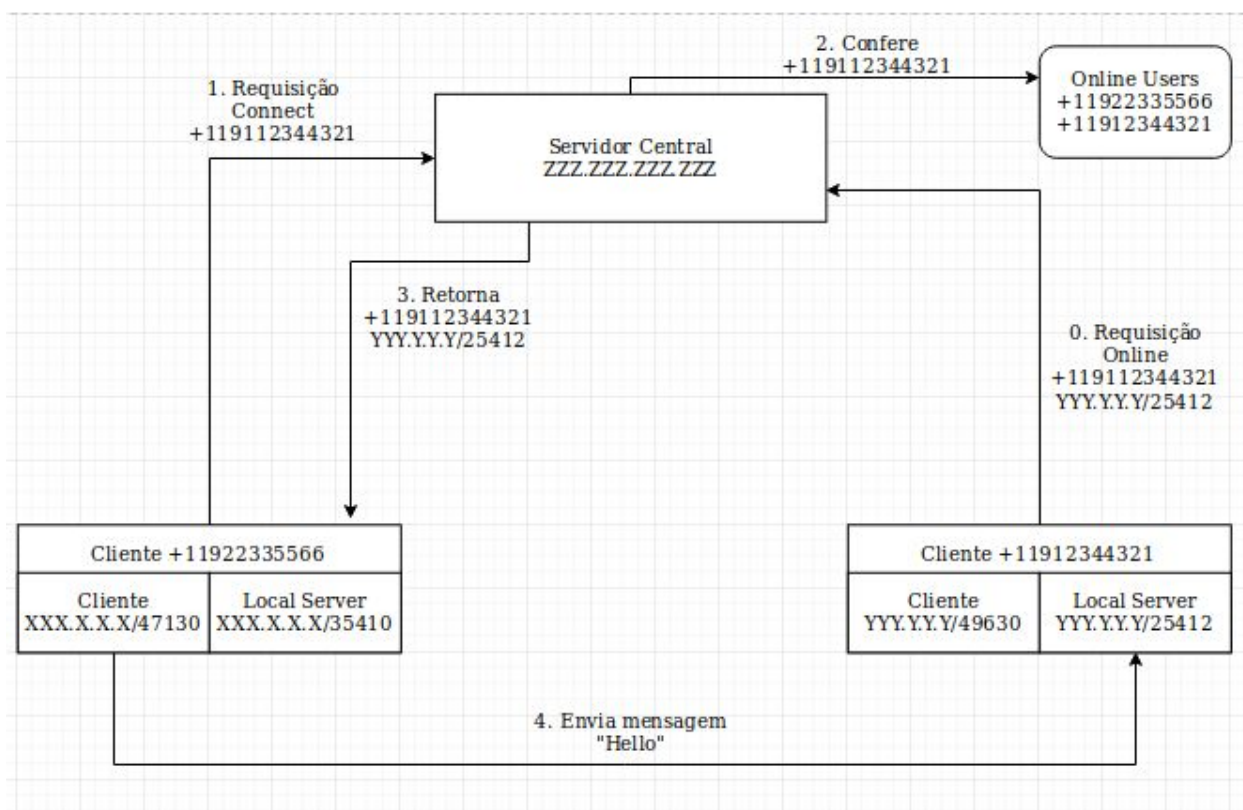 2. Confere
+119112344321
Online Users
+11922335566
+11912344321
1. Requisição
Connect
+119112344321
Servidor Central
ZZZ.ZZZ.ZZZ.ZZZ
3. Retorna
+119112344321
YYY.Y.Y.Y/25412
0. Requisição
Online
+119112344321
YYY.Y.Y.Y/25412
Cliente +11922335566
Cliente
XXX.X.X.X/47130
Local Server
XXX.X.X.X/35410
Cliente +11912344321
Cliente
YYY.Y.Y.Y/49630
Local Server
YYY.Y.Y.Y/25412
4. Envia mensagem
"Hello"